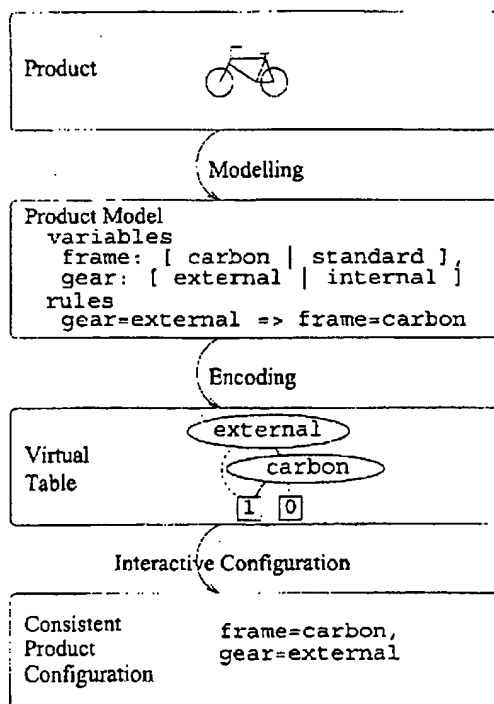 Product
Modelling
Product Model
variables
frame: [ carbon | standard ],
gear: [ external | internal ]
rules
gear=external => frame=carbon
Encoding
external
Virtual
Table
carbon
1 0
Interactive Configuration
Consistent
Product
Configuration
frame=carbon,
gear=external